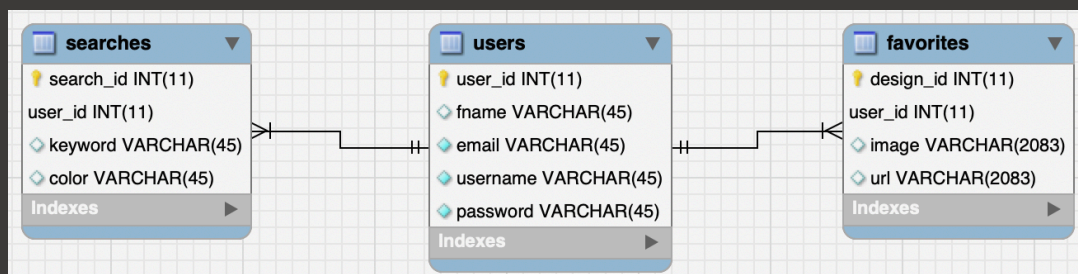 searches
search_id INT(11)
user_id INT(11)
keyword VARCHAR(45)
color VARCHAR(45)
Indexes
users
user_id INT(11)
fname VARCHAR(45)
email VARCHAR(45)
username VARCHAR(45)
password VARCHAR(45)
Indexes
favorites
design_id INT(11)
user_id INT(11)
image VARCHAR(2083)
url VARCHAR(2083)
Indexes